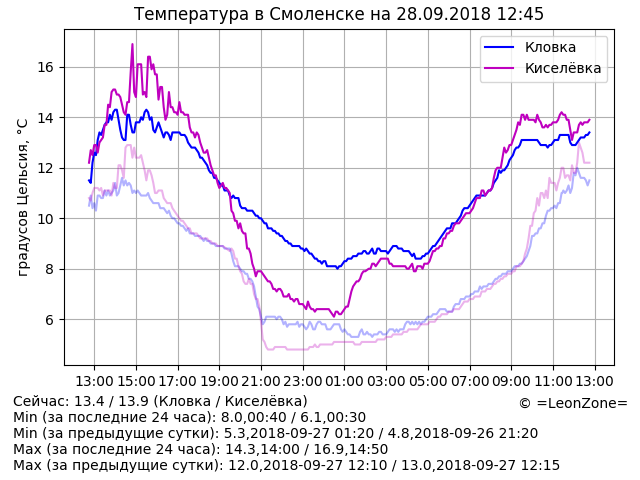 Температура в Смоленске на 28.09.2018 12:45
Кловка
Киселёвка
градусов Цельсия, °C
16
14
12
10
8
6
13:00 15:00 17:00 19:00 21:00 23:00 01:00 03:00 05:00 07:00 09:00 11:00 13:00
© =LeonZone=
Сейчас: 13.4 / 13.9 (Кловка / Киселёвка)
Min (за последние 24 часа): 8.0,00:40 / 6.1,00:30
Min (за предыдущие сутки): 5.3,2018-09-27 01:20 / 4.8,2018-09-26 21:20
Max (за последние 24 часа): 14.3,14:00 / 16.9,14:50
Max (за предыдущие сутки): 12.0,2018-09-27 12:10 / 13.0,2018-09-27 12:15